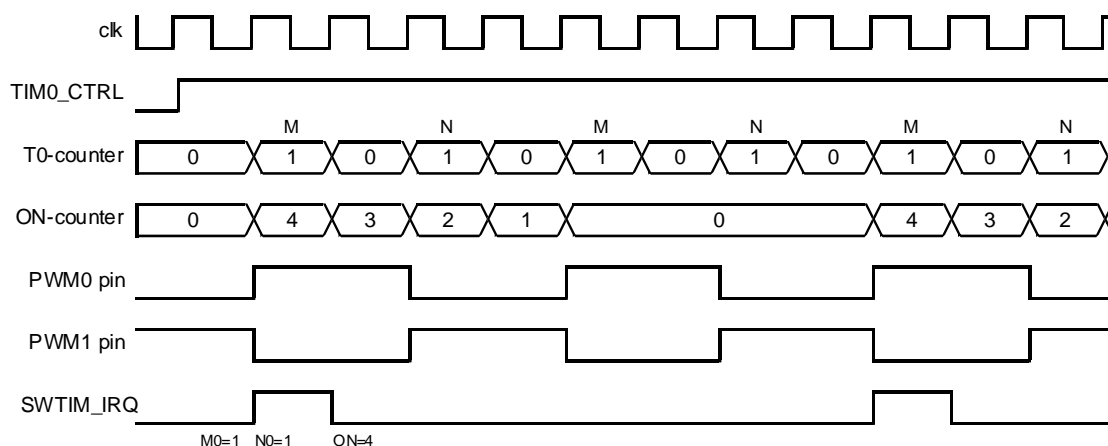 clk
TIM0_CTRL
M N M N M N
T0-counter 0 1 0 1 0 1 0 1 0 1 0 1
ON-counter 0 4 3 2 1 0 4 3 2
PWM0 pin
PWM1 pin
SWTIM_IRQ
M0=1 N0=1 ON=4